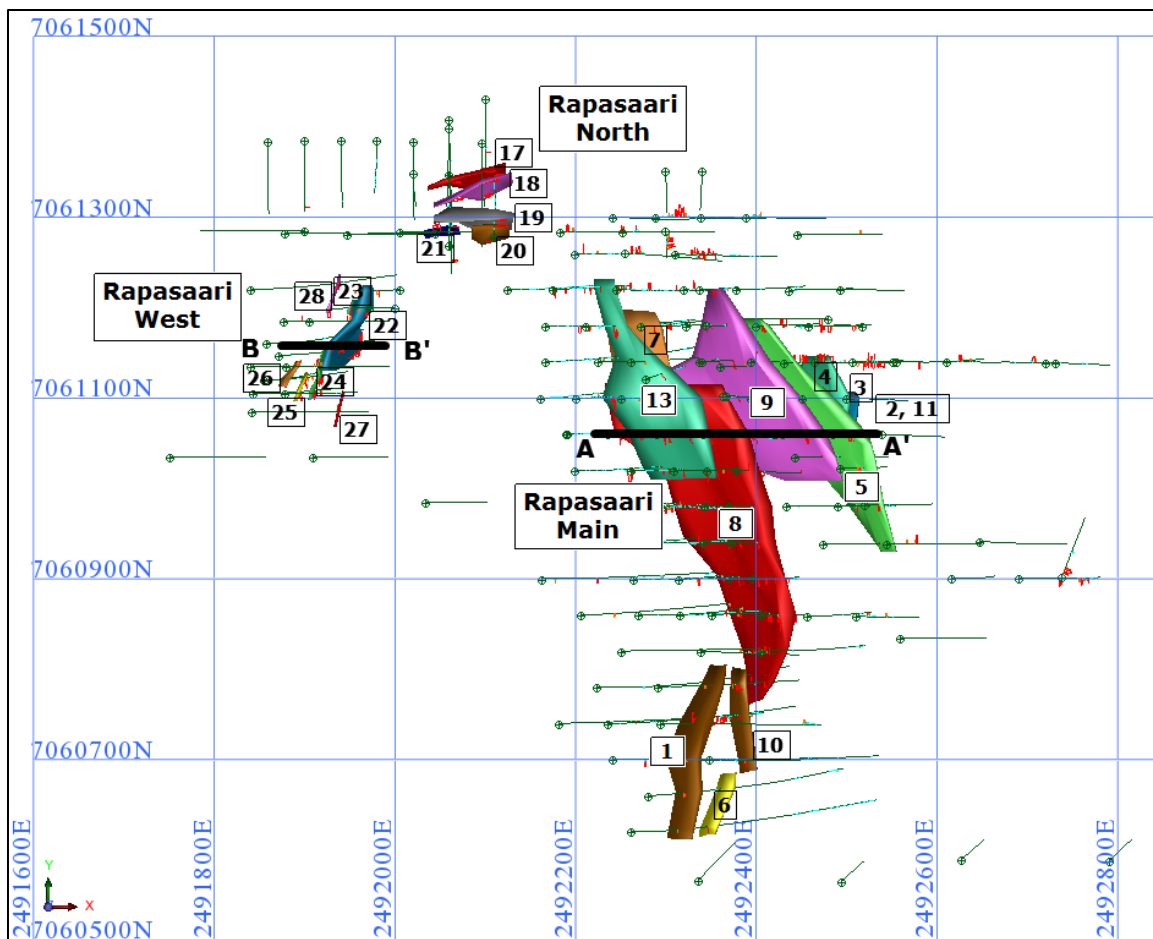 7061500N
Rapasaari
North
17
18
7061300N
19
21
20
28
23
Rapasaari
West
22
7
B
B'
26
24
4
3
7061100N
13
9
2, 11
25
27
A
A'
5
Rapasaari
Main
8
7060900N
7060700N
1
10
6
2491600E
2491800E
2492000E
2492200E
2492400E
2492600E
2492800E
Y
X
7060500N